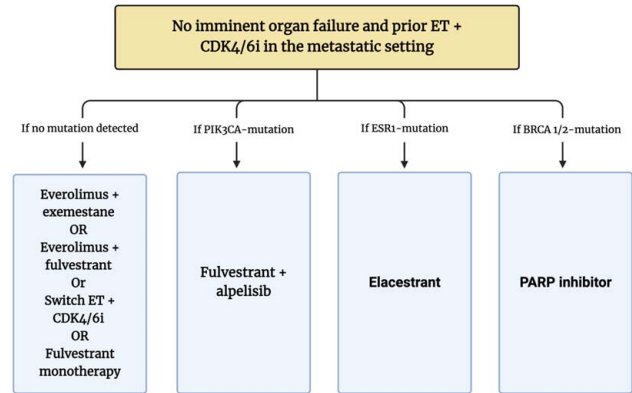 No imminent organ failure and prior ET +
CDK4/6i in the metastatic setting
If no mutation detected
If PIK3CA-mutation
If ESR1-mutation
If BRCA 1/2-mutation
Everolimus +
exemestane
OR
Everolimus +
fulvestrant
Or
Switch ET +
CDK4/6i
OR
Fulvestrant
monotherapy
Fulvestrant +
alpelisib
Elacestrant
PARP inhibitor